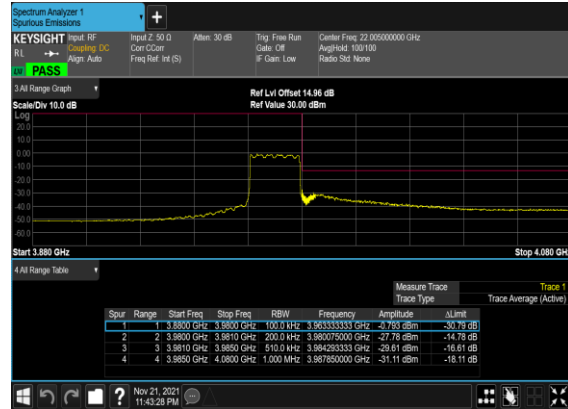 Spectrum Analyzer 1
Spurious Emissions
KEYSIGHT Input: RF Input Z: 50 Ω Atten: 30 dB Trig: Free Run Center Freq: 22.005000000 GHz
RL Coupling: DC Corr CCorr Gate: Off Avg|Hold: 100/100
Align: Auto Freq Ref: Int (S) IF Gain: Low Radio Std: None
PASS
3 All Range Graph
Ref Lvl Offset 14.96 dB
Scale/Div 10.0 dB Ref Value 30.00 dBm
Log
20.0
10.0
0.00
-10.0
-20.0
-30.0
-40.0
-50.0
-60.0
Start 3.880 GHz Stop 4.080 GH
4 All Range Table
Measure Trace Trace 1
Trace Type Trace Average (Active)
Spur Range Start Freq Stop Freq RBW Frequency Amplitude ΔLimit
1 1 3.8800 GHz 3.9800 GHz 100.0 kHz 3.963333333 GHz -0.793 dBm -30.79 dB
2 2 3.9800 GHz 3.9810 GHz 200.0 kHz 3.980075000 GHz -27.78 dBm -14.78 dB
3 3 3.9810 GHz 3.9850 GHz 510.0 kHz 3.984293333 GHz -29.61 dBm -16.61 dB
4 4 3.9850 GHz 4.0800 GHz 1.000 MHz 3.987850000 GHz -31.11 dBm -18.11 dB
? Nov 21, 2021
11:43:28 PM